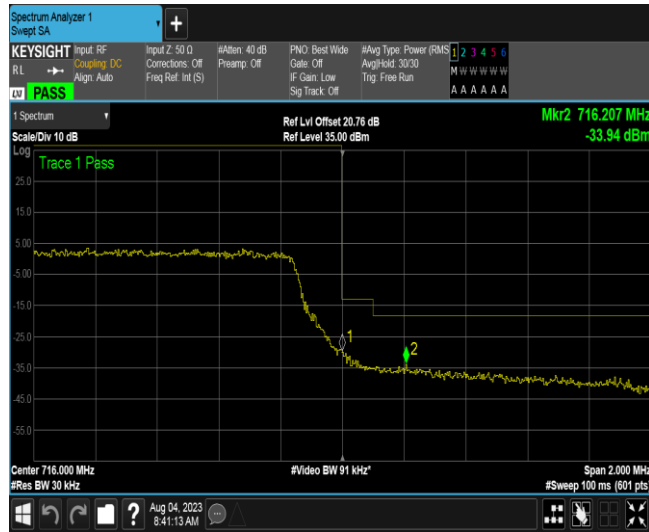 Spectrum Analyzer 1
Swept SA
+
KEYSIGHT Input: RF Input Z: 50 Ω #Atten: 40 dB PNO: Best Wide #Avg Type: Power (RMS 1 2 3 4 5 6
RL Coupling: DC Corrections: Off Preamp: Off Gate: Off Avg|Hold: 30/30 M W W W W W
Align: Auto Freq Ref: Int (S) IF Gain: Low Trig: Free Run
LXI PASS Sig Track: Off A A A A A A
1 Spectrum Ref Lvl Offset 20.76 dB Mkr2 716.207 MHz
Scale/Div 10 dB Ref Level 35.00 dBm -33.94 dBm
Log
Trace 1 Pass
25.0
15.0
5.00
-5.00
-15.0
-25.0
1
2
-35.0
-45.0
-55.0
Center 716.000 MHz #Video BW 91 kHz* Span 2.000 MHz
#Res BW 30 kHz #Sweep 100 ms (601 pts)
? Aug 04, 2023
8:41:13 AM